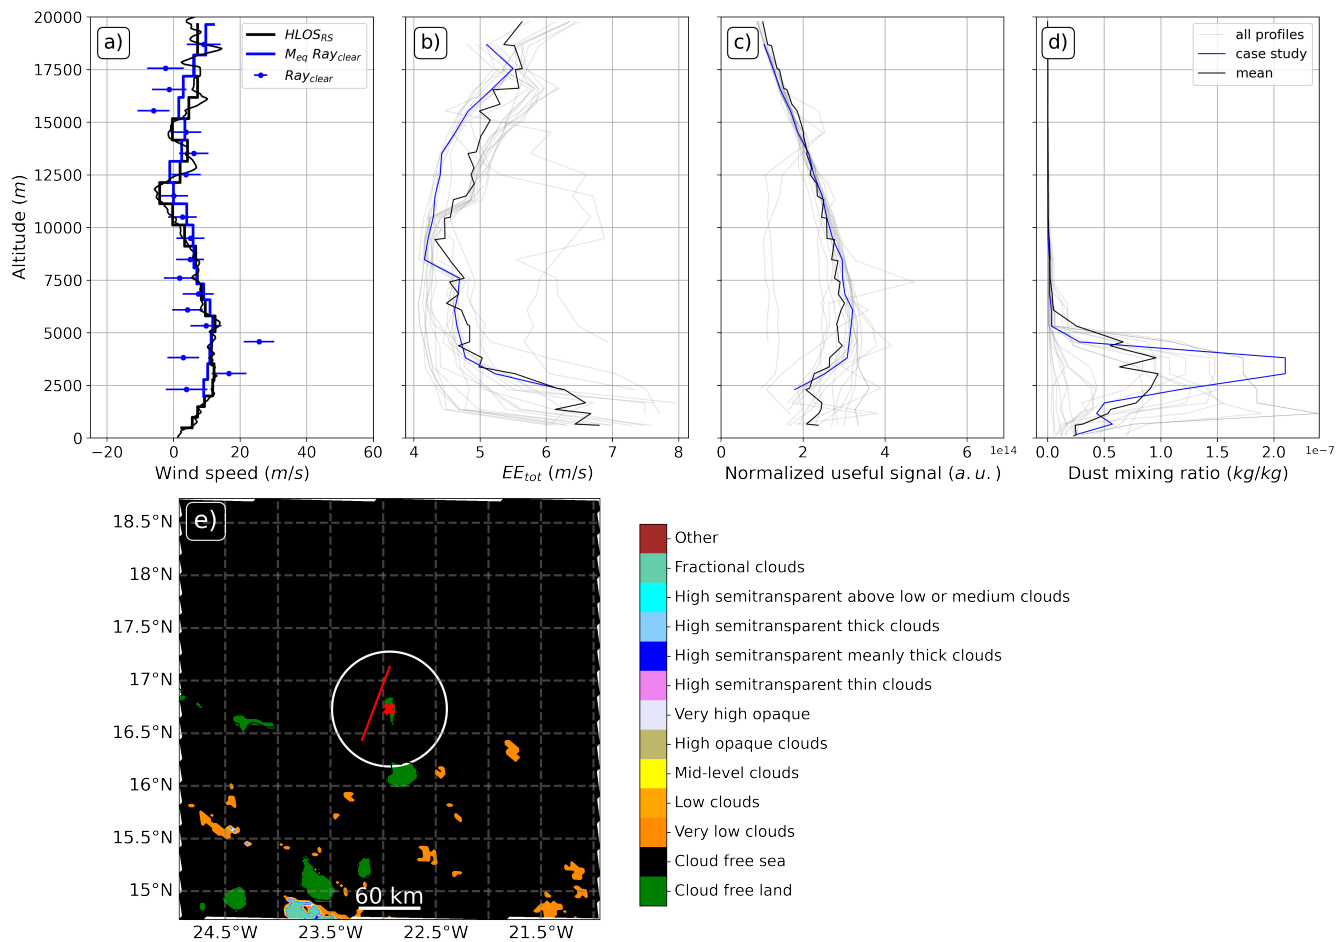 a)
HLOS_RS
M_eq Ray_clear
Ray_clear
b)
c)
d)
all profiles
case study
mean
20000
17500
15000
12500
10000
7500
5000
2500
0
Altitude (m)
−20 0 20 40 60
Wind speed (m/s)
4 5 6 7 8
EE_tot (m/s)
0 2 4 6
1e14
Normalized useful signal (a.u.)
0.0 0.5 1.0 1.5 2.0
1e−7
Dust mixing ratio (kg/kg)
e)
18.5°N
18°N
17.5°N
17°N
16.5°N
16°N
15.5°N
15°N
60 km
24.5°W 23.5°W 22.5°W 21.5°W
Other
Fractional clouds
High semitransparent above low or medium clouds
High semitransparent thick clouds
High semitransparent meanly thick clouds
High semitransparent thin clouds
Very high opaque
High opaque clouds
Mid-level clouds
Low clouds
Very low clouds
Cloud free sea
Cloud free land